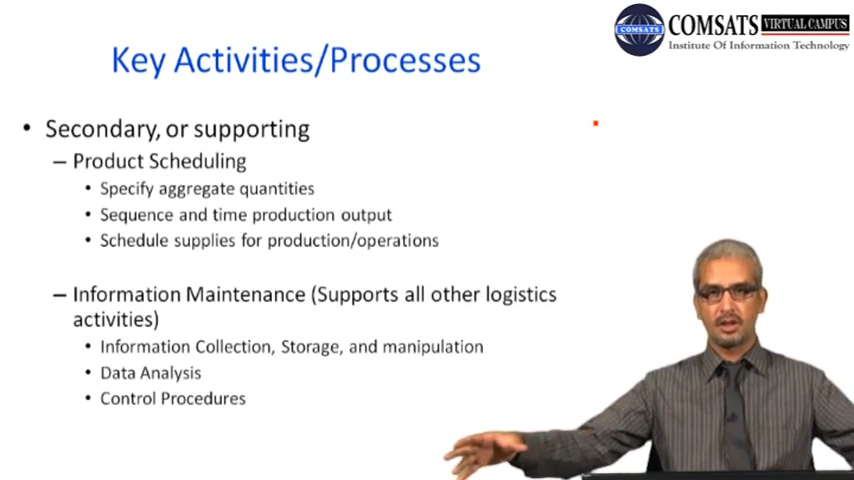 COMSATS VIRTUAL CAMPUS
Institute Of Information Technology
COMSATS
Key Activities/Processes
• Secondary, or supporting
– Product Scheduling
• Specify aggregate quantities
• Sequence and time production output
• Schedule supplies for production/operations
– Information Maintenance (Supports all other logistics
activities)
• Information Collection, Storage, and manipulation
• Data Analysis
• Control Procedures